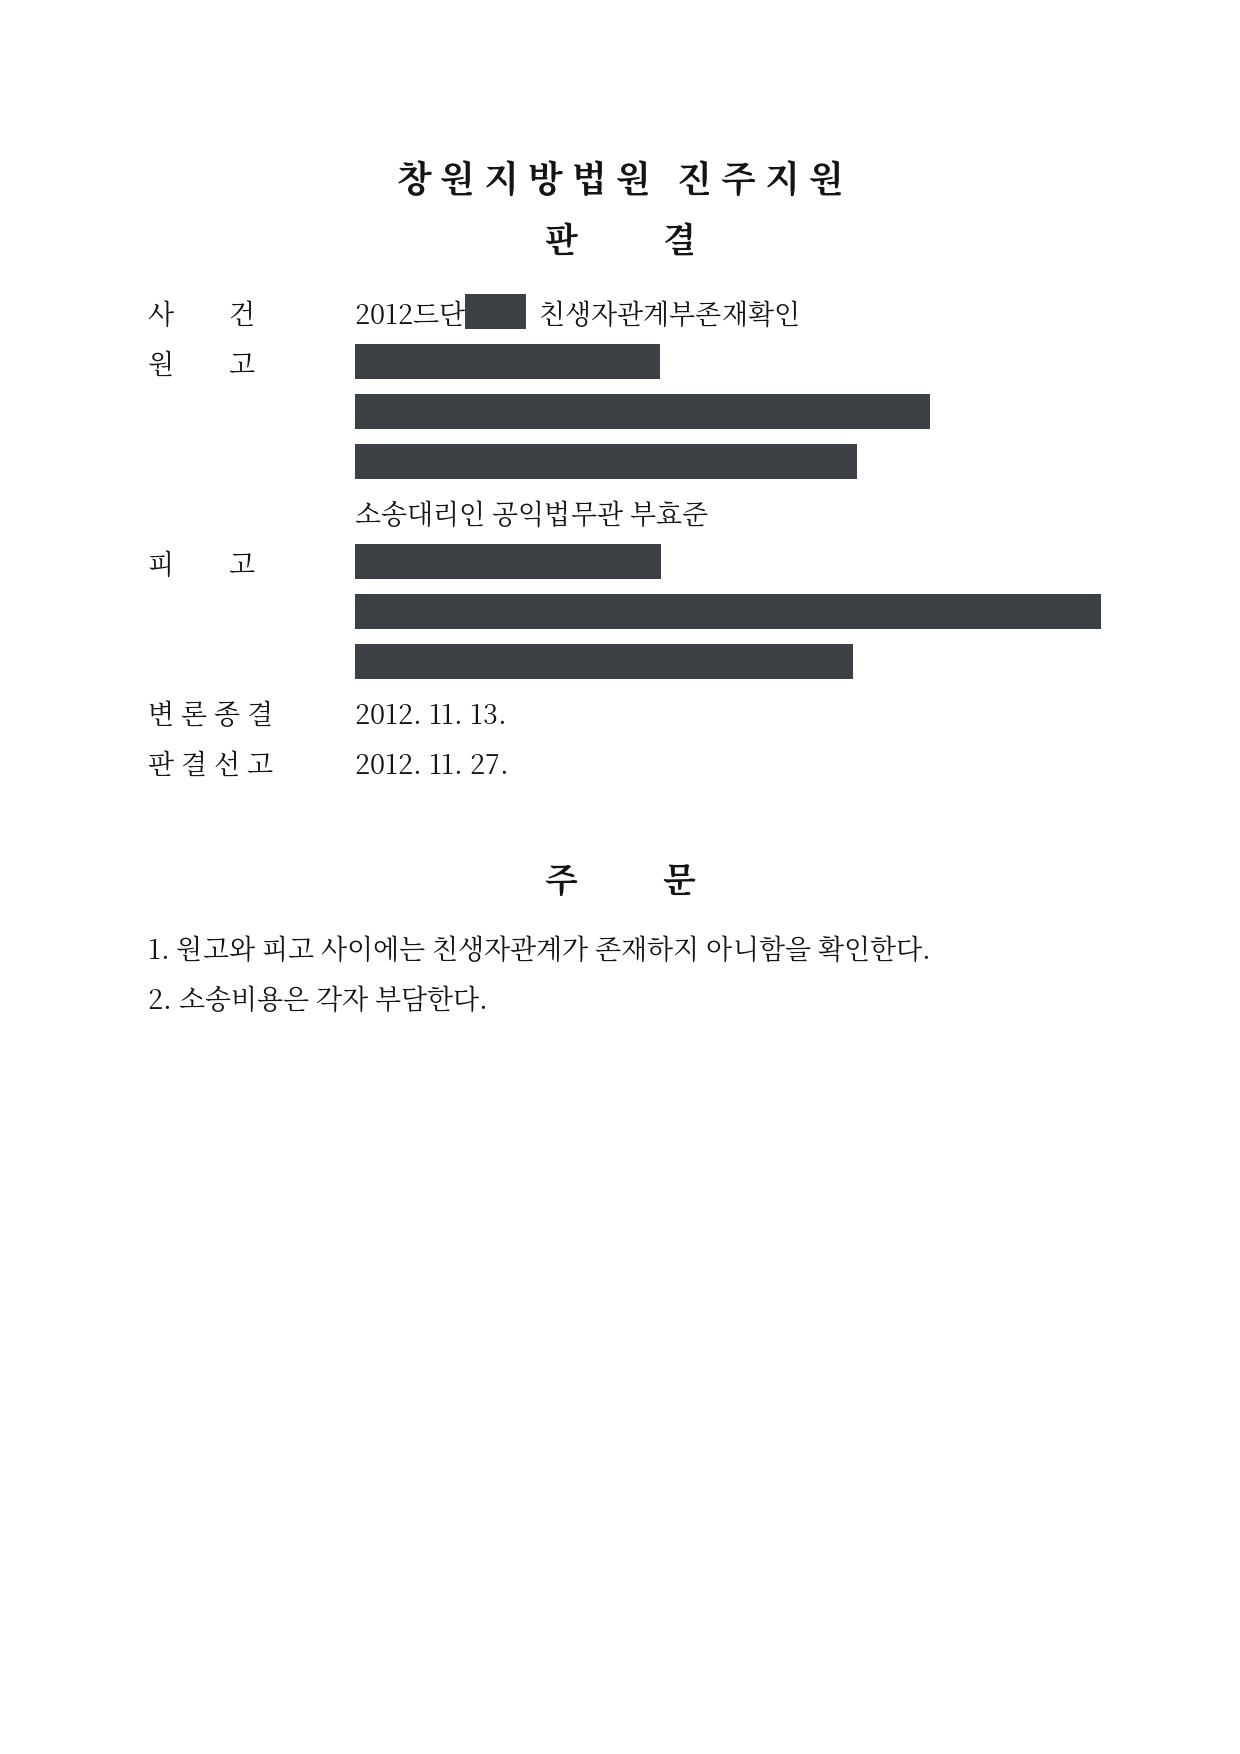 창원지방법원 진주지원
판 결
사 건 2012드단 친생자관계부존재확인
원 고
소송대리인 공익법무관 부효준
피 고
변론종결 2012. 11. 13.
판결선고 2012. 11. 27.
주 문
1. 원고와 피고 사이에는 친생자관계가 존재하지 아니함을 확인한다.
2. 소송비용은 각자 부담한다.